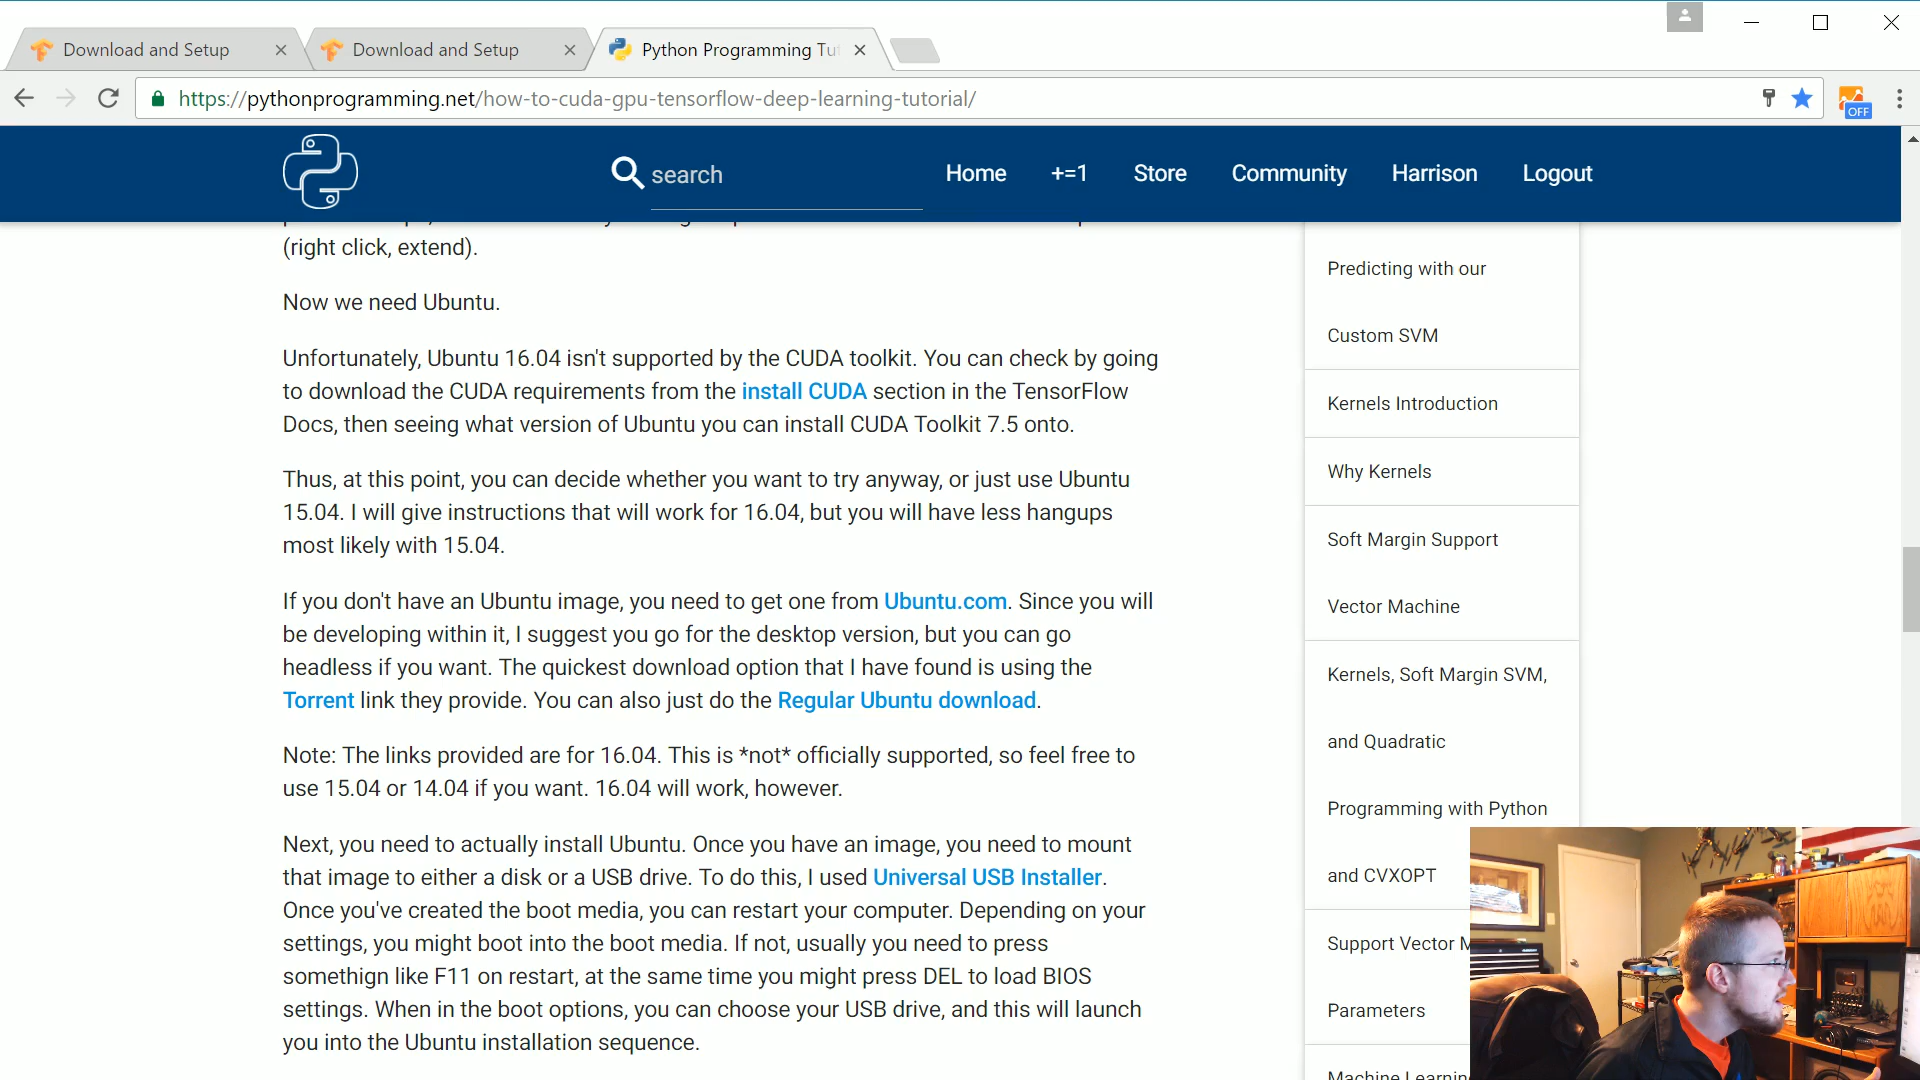 Download and Setup
Download and Setup
Python Programming Tu
https://pythonprogramming.net/how-to-cuda-gpu-tensorflow-deep-learning-tutorial/
OFF
search
Home
+=1
Store
Community
Harrison
Logout
(right click, extend).
Now we need Ubuntu.
Unfortunately, Ubuntu 16.04 isn't supported by the CUDA toolkit. You can check by going
to download the CUDA requirements from the install CUDA section in the TensorFlow
Docs, then seeing what version of Ubuntu you can install CUDA Toolkit 7.5 onto.
Thus, at this point, you can decide whether you want to try anyway, or just use Ubuntu
15.04. I will give instructions that will work for 16.04, but you will have less hangups
most likely with 15.04.
If you don't have an Ubuntu image, you need to get one from Ubuntu.com. Since you will
be developing within it, I suggest you go for the desktop version, but you can go
headless if you want. The quickest download option that I have found is using the
Torrent link they provide. You can also just do the Regular Ubuntu download.
Note: The links provided are for 16.04. This is *not* officially supported, so feel free to
use 15.04 or 14.04 if you want. 16.04 will work, however.
Next, you need to actually install Ubuntu. Once you have an image, you need to mount
that image to either a disk or a USB drive. To do this, I used Universal USB Installer.
Once you've created the boot media, you can restart your computer. Depending on your
settings, you might boot into the boot media. If not, usually you need to press
somethign like F11 on restart, at the same time you might press DEL to load BIOS
settings. When in the boot options, you can choose your USB drive, and this will launch
you into the Ubuntu installation sequence.
Predicting with our
Custom SVM
Kernels Introduction
Why Kernels
Soft Margin Support
Vector Machine
Kernels, Soft Margin SVM,
and Quadratic
Programming with Python
and CVXOPT
Support Vector M
Parameters
Machine Learning